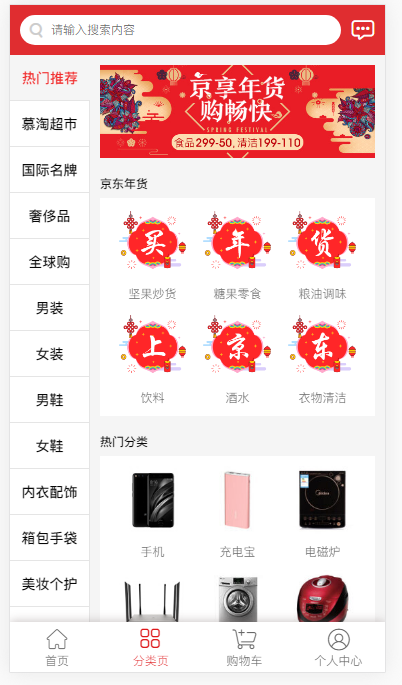 请输入搜索内容
热门推荐
慕淘超市
国际名牌
奢侈品
全球购
男装
女装
男鞋
女鞋
内衣配饰
箱包手袋
美妆个护
京享年货
购畅快
SPRING FESTIVAL
食品299-50, 清洁199-110
京东年货
买 年 货
坚果炒货 糖果零食 粮油调味
上 京 东
饮料 酒水 衣物清洁
热门分类
Midea
手机 充电宝 电磁炉
首页 分类页 购物车 个人中心